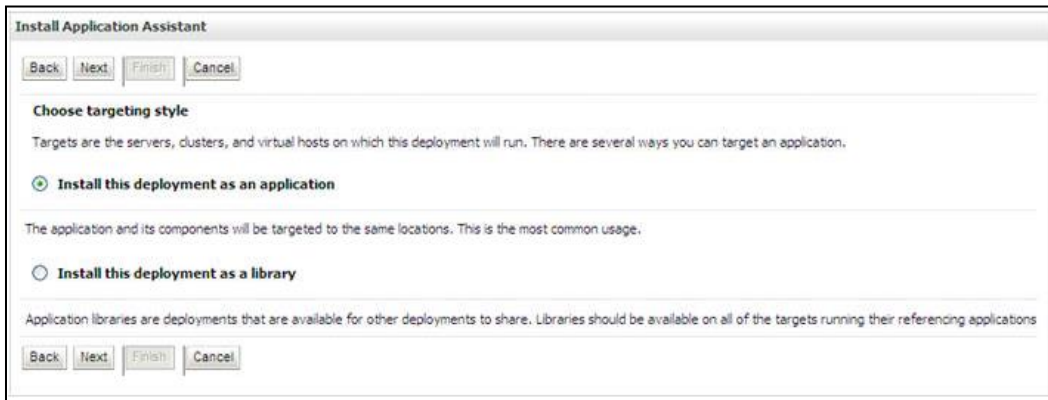 Install Application Assistant
Back Next Finish Cancel
Choose targeting style
Targets are the servers, clusters, and virtual hosts on which this deployment will run. There are several ways you can target an application.
Install this deployment as an application
The application and its components will be targeted to the same locations. This is the most common usage.
Install this deployment as a library
Application libraries are deployments that are available for other deployments to share. Libraries should be available on all of the targets running their referencing applications
Back Next Finish Cancel